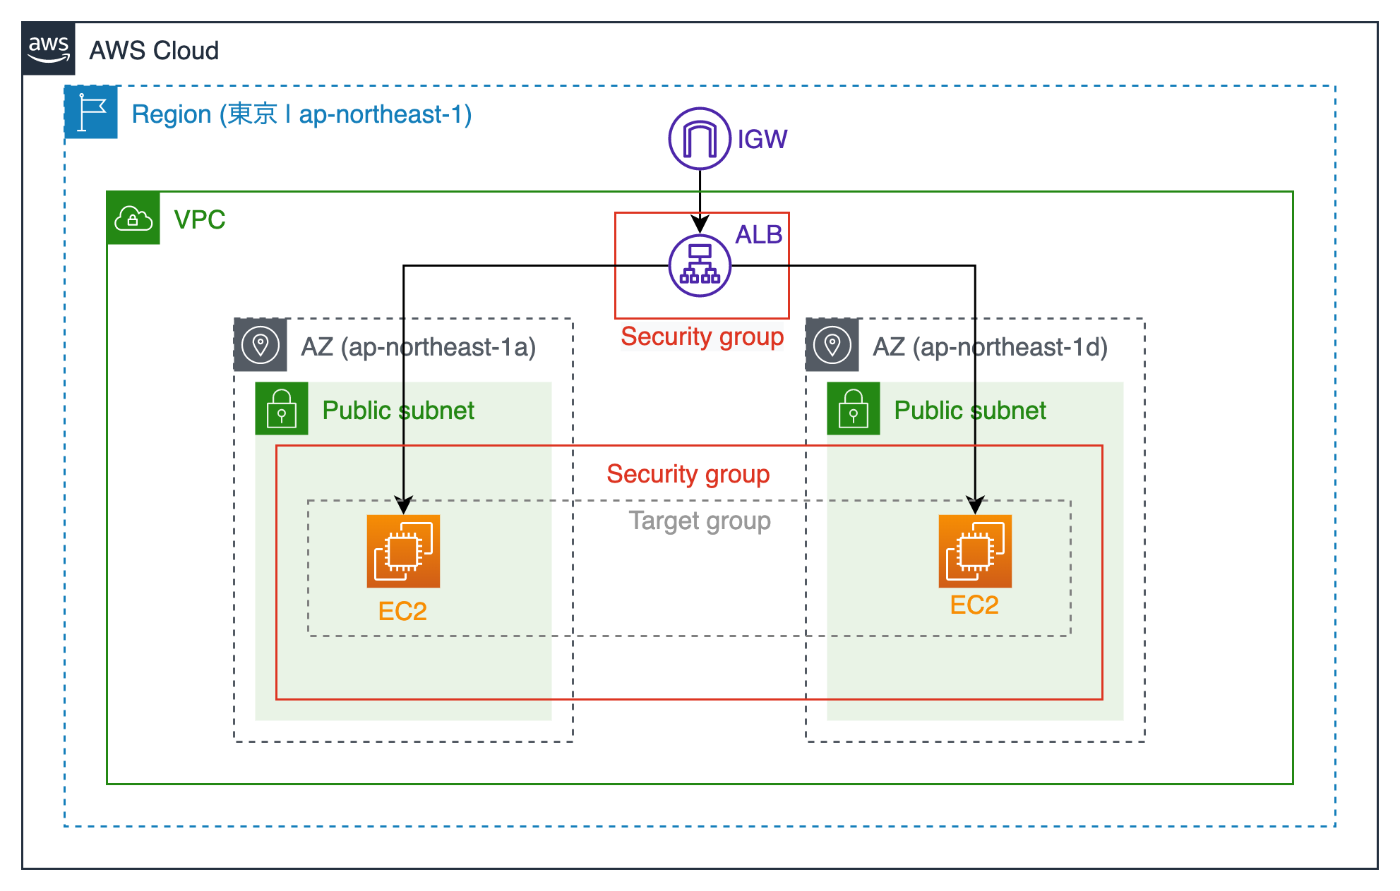 aws
AWS Cloud
Region (東京 | ap-northeast-1)
IGW
VPC
ALB
Security group
AZ (ap-northeast-1a)
AZ (ap-northeast-1d)
Public subnet
Public subnet
Security group
Target group
EC2
EC2